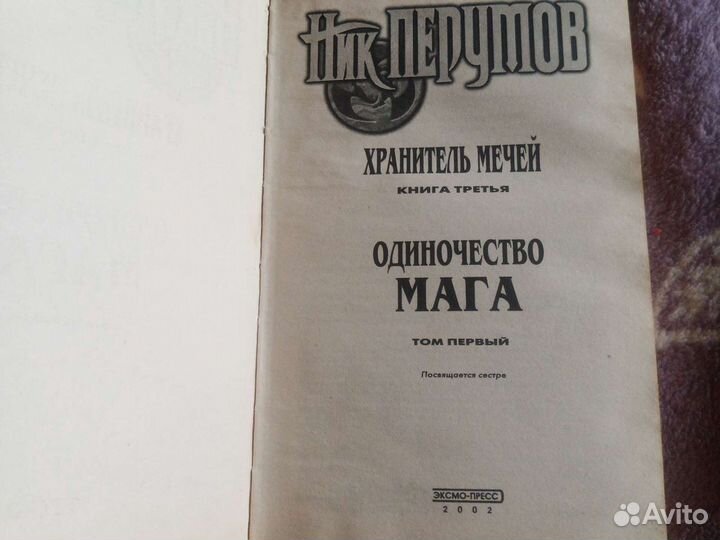 Ник Перумов
ХРАНИТЕЛЬ МЕЧЕЙ
КНИГА ТРЕТЬЯ
ОДИНОЧЕСТВО
МАГА
ТОМ ПЕРВЫЙ
Посвящается сестре
ЭКСМО-ПРЕСС
2002
Avito